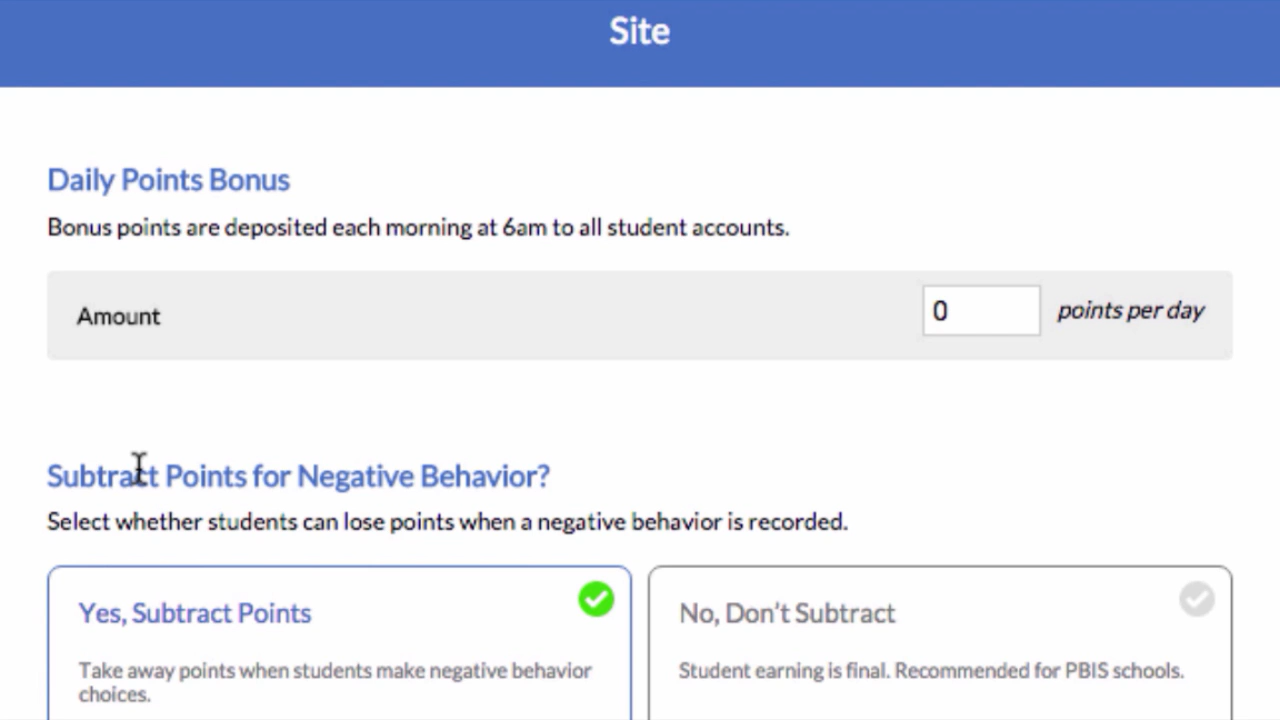 Site
Daily Points Bonus
Bonus points are deposited each morning at 6am to all student accounts.
Amount
0
points per day
Subtract Points for Negative Behavior?
Select whether students can lose points when a negative behavior is recorded.
Yes, Subtract Points
Take away points when students make negative behavior
choices.
No, Don't Subtract
Student earning is final. Recommended for PBIS schools.